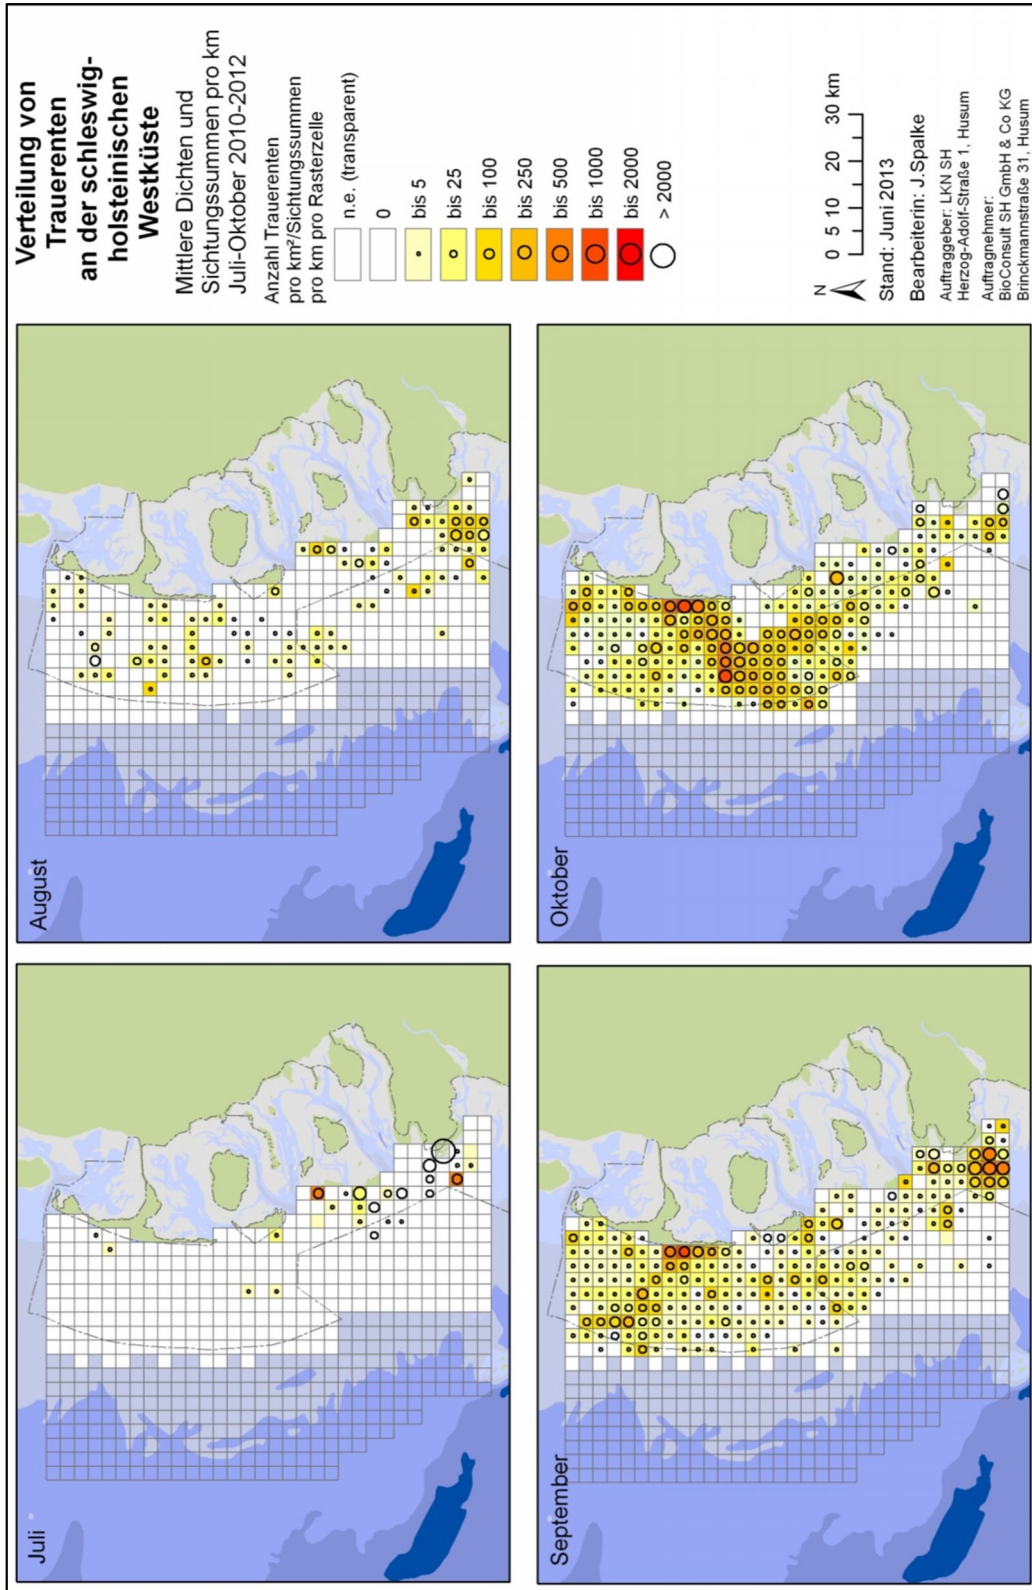 Verteilung von
Trauerenten
an der schleswig-
holsteinischen
Westküste
Mittlere Dichten und
Sichtungssummen pro km
Juli-Oktober 2010-2012
Anzahl Trauerenten
pro km²/Sichtungssummen
pro km pro Rasterzelle
n.e. (transparent)
0
bis 5
bis 25
bis 100
bis 250
bis 500
bis 1000
bis 2000
> 2000
N
0 5 10 20 30 km
Stand: Juni 2013
Bearbeiterin: J.Spalke
Auftraggeber: LKN SH
Herzog-Adolf-Straße 1, Husum
Auftragnehmer:
BioConsult SH GmbH & Co KG
Brinckmannstraße 31, Husum
Juli
August
September
Oktober